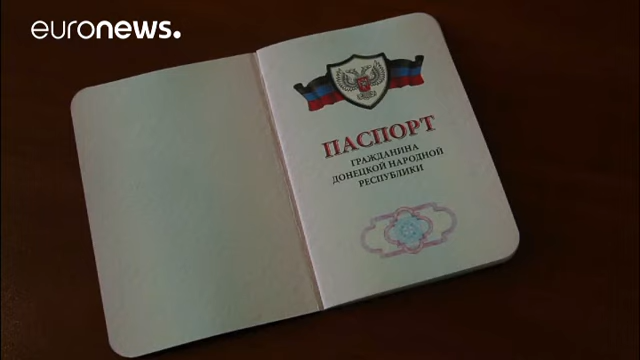 euronews.
ПАСПОРТ
ГРАЖДАНИНА
ДОНЕЦКОЙ НАРОДНОЙ
РЕСПУБЛИКИ